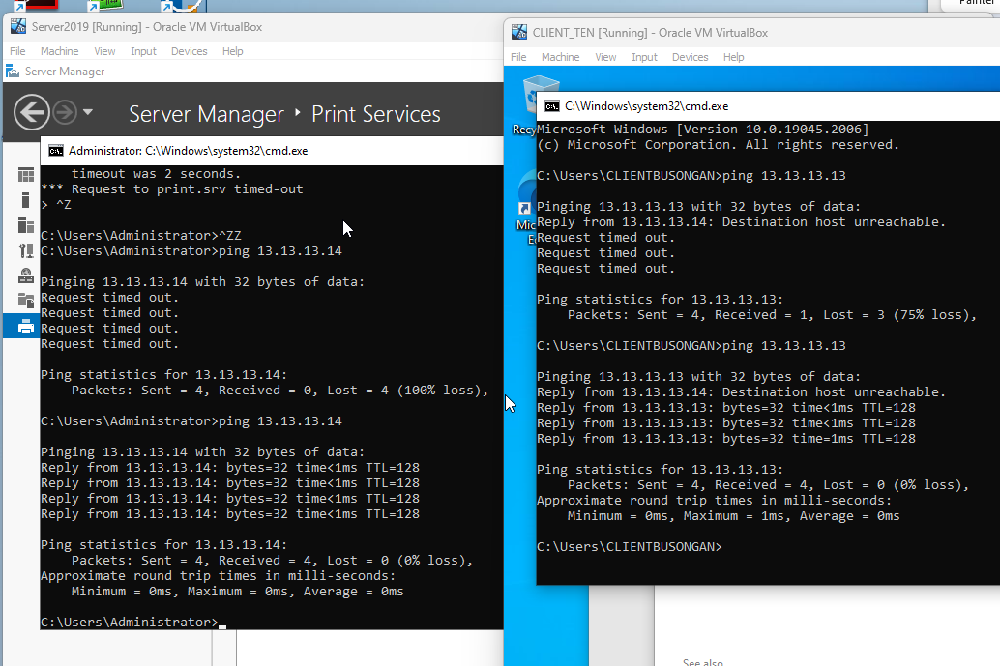 Painter
Server2019 [Running] - Oracle VM VirtualBox
File Machine View Input Devices Help
Server Manager
Server Manager ‣ Print Services
Administrator: C:\Windows\system32\cmd.exe
timeout was 2 seconds.
*** Request to print.srv timed-out
> ^Z
C:\Users\Administrator>^ZZ
C:\Users\Administrator>ping 13.13.13.14
Pinging 13.13.13.14 with 32 bytes of data:
Request timed out.
Request timed out.
Request timed out.
Request timed out.
Ping statistics for 13.13.13.14:
Packets: Sent = 4, Received = 0, Lost = 4 (100% loss),
C:\Users\Administrator>ping 13.13.13.14
Pinging 13.13.13.14 with 32 bytes of data:
Reply from 13.13.13.14: bytes=32 time<1ms TTL=128
Reply from 13.13.13.14: bytes=32 time<1ms TTL=128
Reply from 13.13.13.14: bytes=32 time<1ms TTL=128
Reply from 13.13.13.14: bytes=32 time<1ms TTL=128
Ping statistics for 13.13.13.14:
Packets: Sent = 4, Received = 4, Lost = 0 (0% loss),
Approximate round trip times in milli-seconds:
Minimum = 0ms, Maximum = 0ms, Average = 0ms
C:\Users\Administrator>
CLIENT_TEN [Running] - Oracle VM VirtualBox
File Machine View Input Devices Help
Recy
Mic
E
C:\Windows\system32\cmd.exe
Microsoft Windows [Version 10.0.19045.2006]
(c) Microsoft Corporation. All rights reserved.
C:\Users\CLIENTBUSONGAN>ping 13.13.13.13
Pinging 13.13.13.13 with 32 bytes of data:
Reply from 13.13.13.14: Destination host unreachable.
Request timed out.
Request timed out.
Request timed out.
Ping statistics for 13.13.13.13:
Packets: Sent = 4, Received = 1, Lost = 3 (75% loss),
C:\Users\CLIENTBUSONGAN>ping 13.13.13.13
Pinging 13.13.13.13 with 32 bytes of data:
Reply from 13.13.13.14: Destination host unreachable.
Reply from 13.13.13.13: bytes=32 time<1ms TTL=128
Reply from 13.13.13.13: bytes=32 time<1ms TTL=128
Reply from 13.13.13.13: bytes=32 time=1ms TTL=128
Ping statistics for 13.13.13.13:
Packets: Sent = 4, Received = 4, Lost = 0 (0% loss),
Approximate round trip times in milli-seconds:
Minimum = 0ms, Maximum = 1ms, Average = 0ms
C:\Users\CLIENTBUSONGAN>
See also